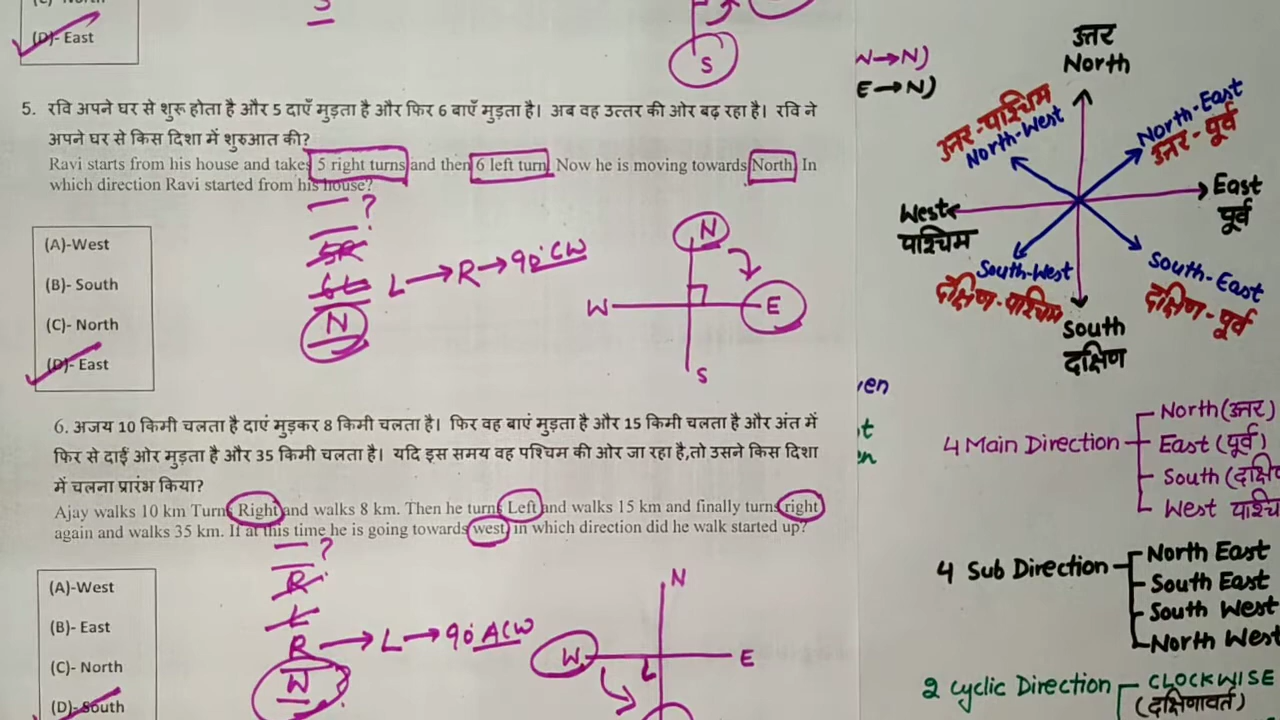 (D)- East
S
5. रवि अपने घर से शुरू होता है और 5 दाएँ मुड़ता है और फिर 6 बाएँ मुड़ता है। अब वह उत्तर की ओर बढ़ रहा है। रवि ने
अपने घर से किस दिशा में शुरुआत की?
Ravi starts from his house and takes 5 right turns and then 6 left turn. Now he is moving towards North. In
which direction Ravi started from his house?
(A)-West
(B)- South
(C)- North
(D)- East
?
5R
6L L→R→90° CW
N
N
W E
S
6. अजय 10 किमी चलता है दाएं मुड़कर 8 किमी चलता है। फिर वह बाएं मुड़ता है और 15 किमी चलता है और अंत में
फिर से दाईं ओर मुड़ता है और 35 किमी चलता है। यदि इस समय वह पश्चिम की ओर जा रहा है,तो उसने किस दिशा
में चलना प्रारंभ किया?
Ajay walks 10 km Turns Right and walks 8 km. Then he turns Left and walks 15 km and finally turns right
again and walks 35 km. If at this time he is going towards west, in which direction did he walk started up?
(A)-West
(B)- East
(C)- North
(D)- South
?
R
L
R→L→90° ACW
W ?
N
W E
W→N)
E→N)
उत्तर
North
उत्तर-पश्चिम
North-West
North-East
उत्तर-पूर्व
West
पश्चिम
East
पूर्व
South-West
दक्षिण-पश्चिम
South-East
दक्षिण-पूर्व
South
दक्षिण
4 Main Direction
North (उत्तर)
East (पूर्व)
South (दक्षि
West पश्चि
4 Sub Direction
North East
South East
South West
North West
2 Cyclic Direction
CLOCKWISE
(दक्षिणावर्त)